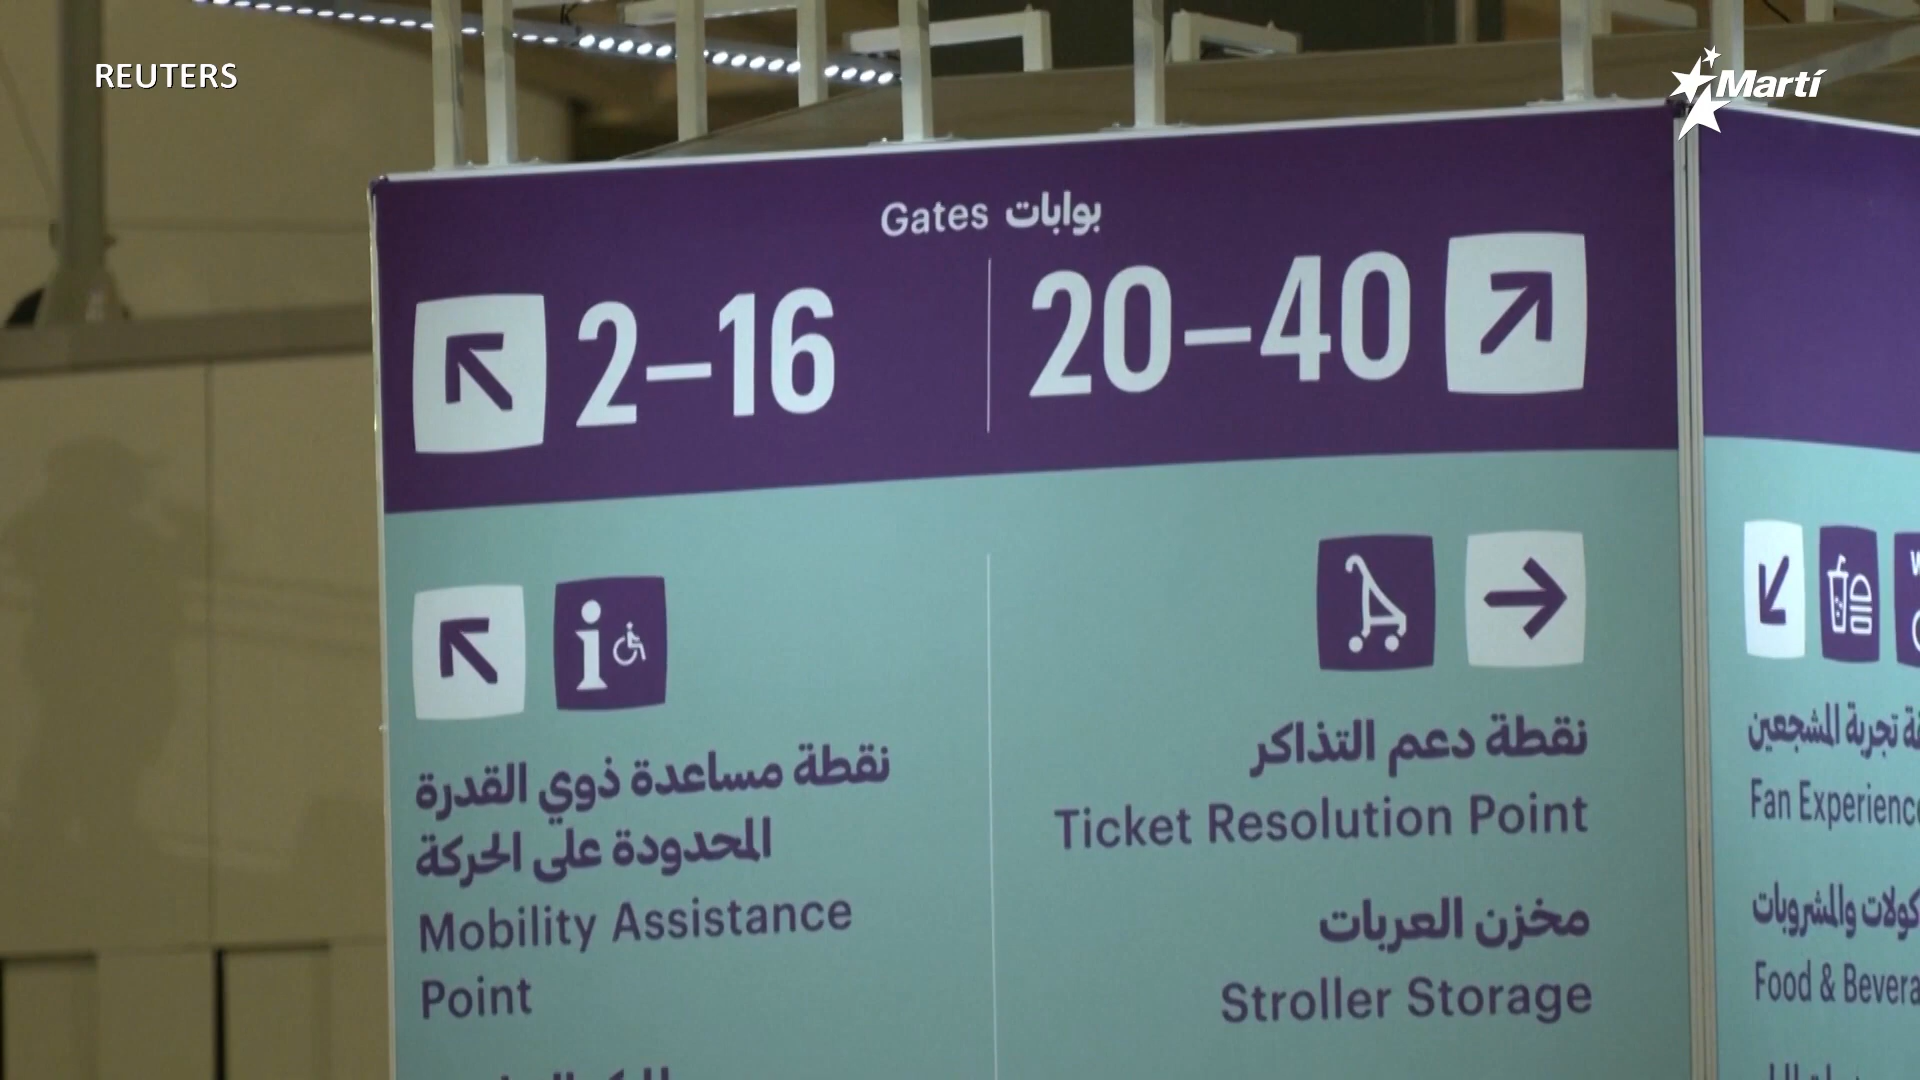 REUTERS
Martí
Gates بوابات
2–16
20–40
نقطة مساعدة ذوي القدرة
المحدودة على الحركة
Mobility Assistance
Point
نقطة دعم التذاكر
Ticket Resolution Point
مخزن العربات
Stroller Storage
تجربة المشجعين
Fan Experience
والمشروبات
Food &